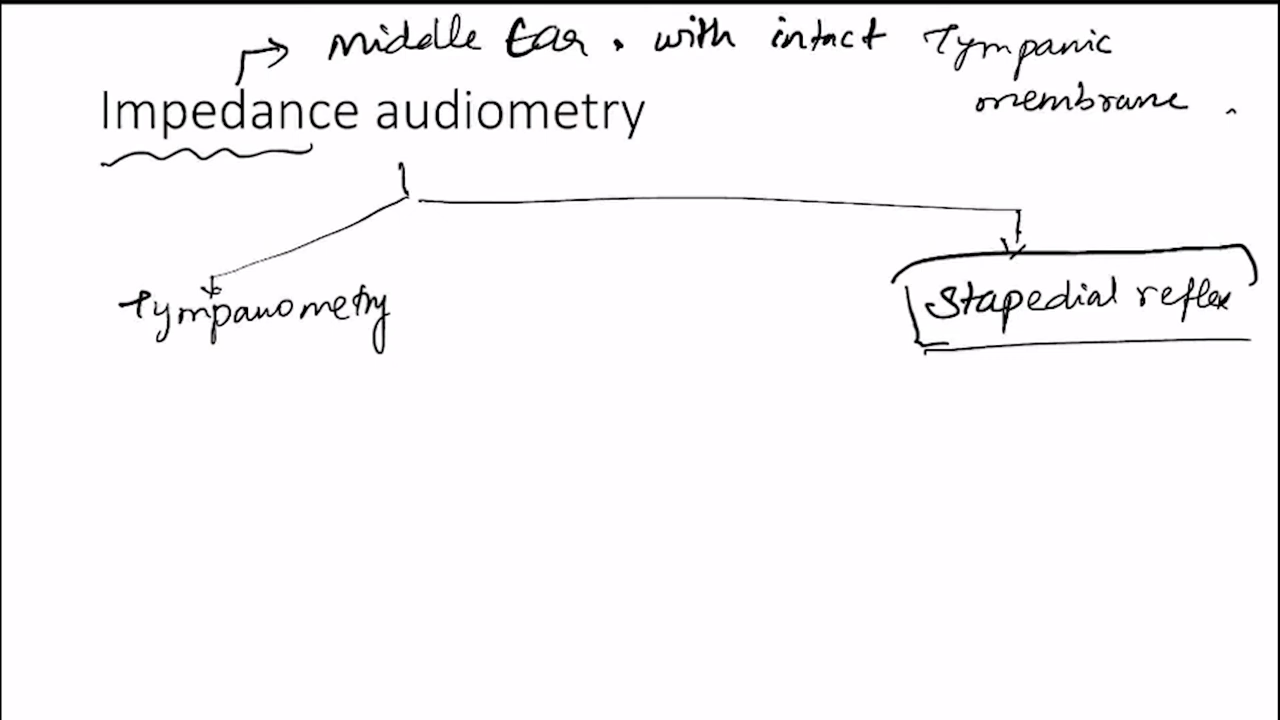 middle Ear. with intact Tympanic
membrane.
Impedance audiometry
Tympanometry
Stapedial reflex